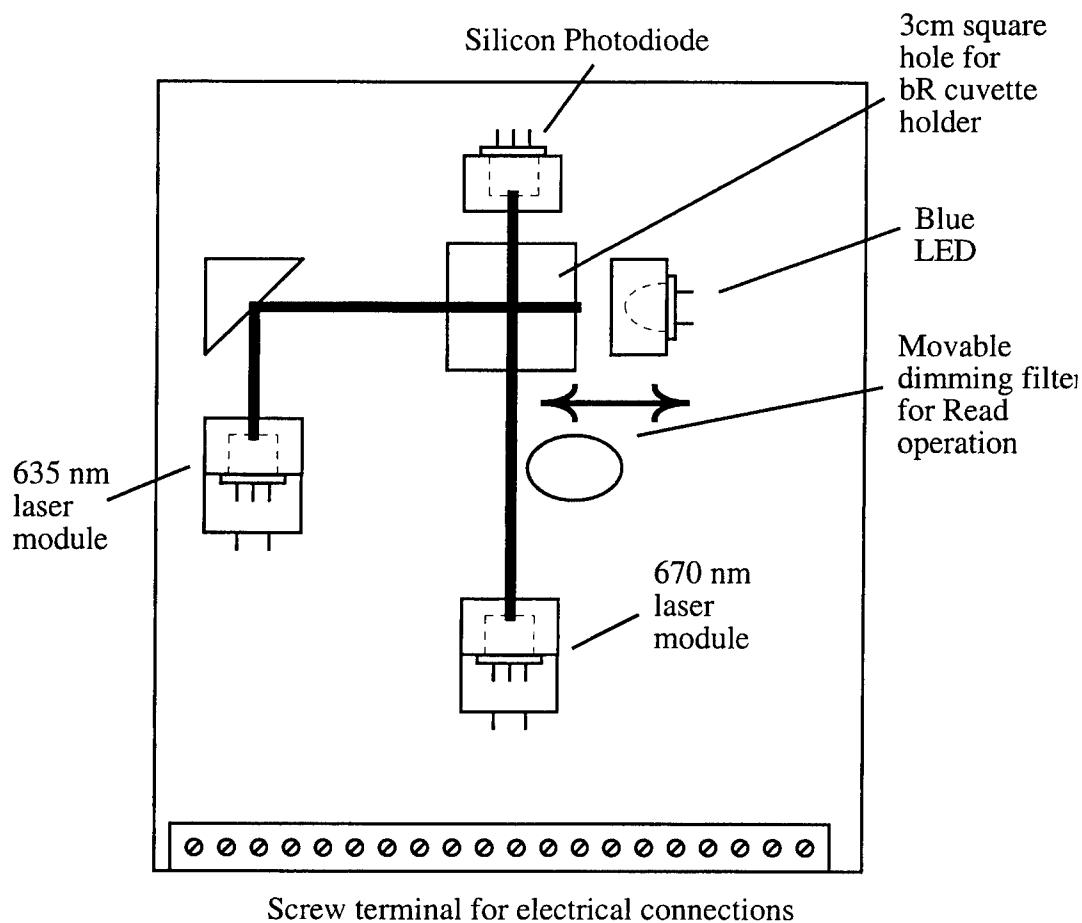 Silicon Photodiode
3cm square
hole for
bR cuvette
holder
Blue
LED
Movable
dimming filter
for Read
operation
635 nm
laser
module
670 nm
laser
module
Screw terminal for electrical connections